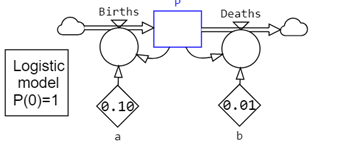 P
Births
Deaths
Logistic
model
P(0)=1
0.10
0.01
a
b